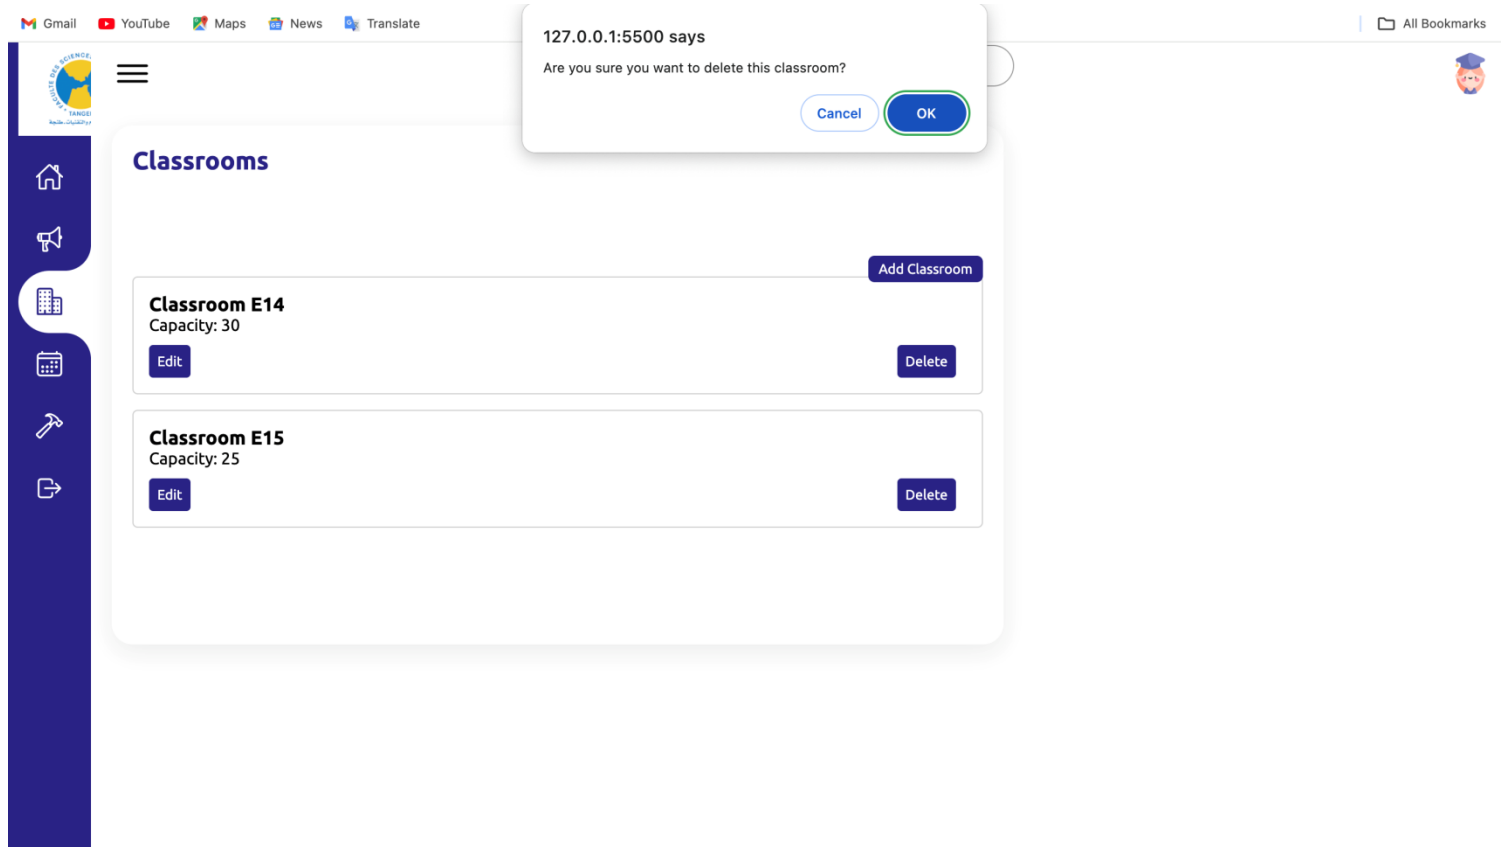 Gmail YouTube Maps News Translate All Bookmarks
127.0.0.1:5500 says
Are you sure you want to delete this classroom?
Cancel OK
TANGE
Classrooms
Add Classroom
Classroom E14
Capacity: 30
Edit Delete
Classroom E15
Capacity: 25
Edit Delete